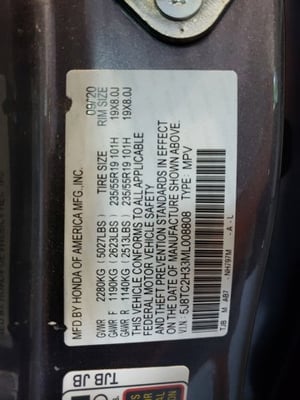 MFD BY HONDA OF AMERICA MFG., INC. 09/20
GVWR 2280KG (5027LBS) TIRE SIZE RIM SIZE
GAWR F 1190KG (2623LBS) 235/55R19 101H 19X8.0J
GAWR R 1140KG (2513LBS) 235/55R19 101H 19X8.0J
THIS VEHICLE CONFORMS TO ALL APPLICABLE
FEDERAL MOTOR VEHICLE SAFETY, BUMPER, AND
THEFT PREVENTION STANDARDS IN EFFECT ON
THE DATE OF MANUFACTURE SHOWN ABOVE.
VIN: 5J8TC2H33ML008808 TYPE: MPV
TJB M AB7 NH797M - A - L
TJB JB